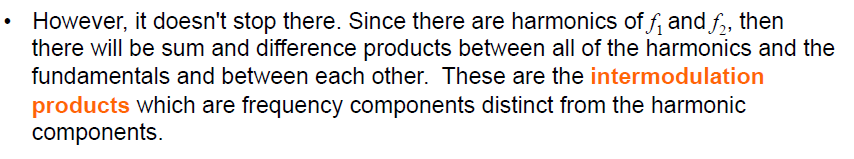 • However, it doesn't stop there. Since there are harmonics of f₁ and f₂, then
there will be sum and difference products between all of the harmonics and the
fundamentals and between each other. These are the intermodulation
products which are frequency components distinct from the harmonic
components.